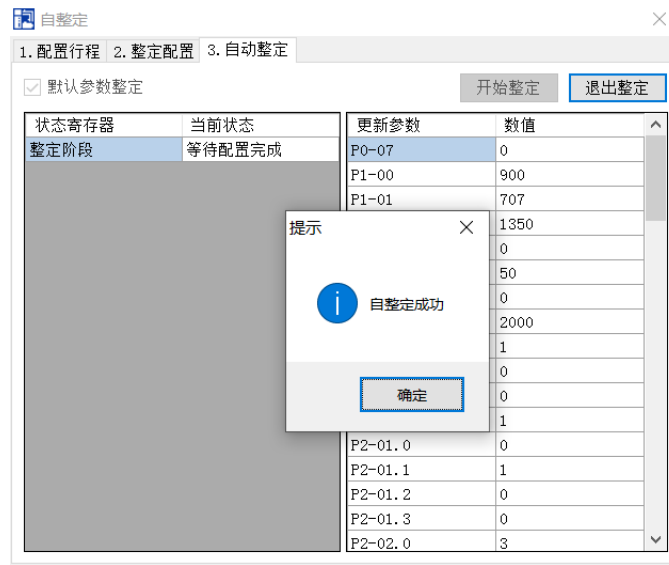 自整定
1.配置行程 2.整定配置 3.自动整定
默认参数整定 开始整定 退出整定
状态寄存器 当前状态 更新参数 数值
整定阶段 等待配置完成 P0-07 0
P1-00 900
P1-01 707
提示 1350
0
50
自整定成功 0
2000
1
0
确定 0
1
P2-01.0 0
P2-01.1 1
P2-01.2 0
P2-01.3 0
P2-02.0 3